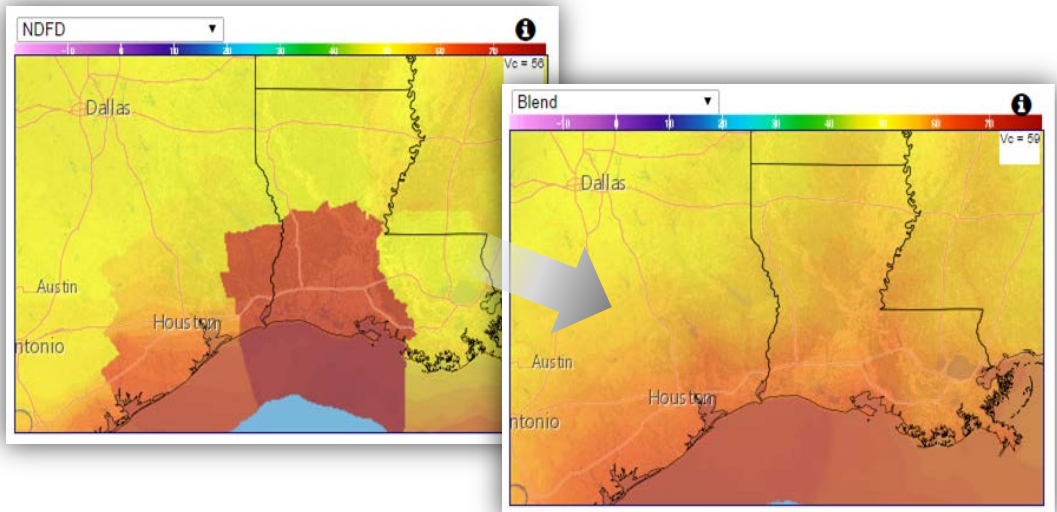 NDFD
-10 0 10 20 30 40 50 60 70
Vc = 56
Dallas
Austin
Houston
ntonio
Blend
-10 0 10 20 30 40 50 60 70
Vc = 59
Dallas
Austin
Houston
ntonio